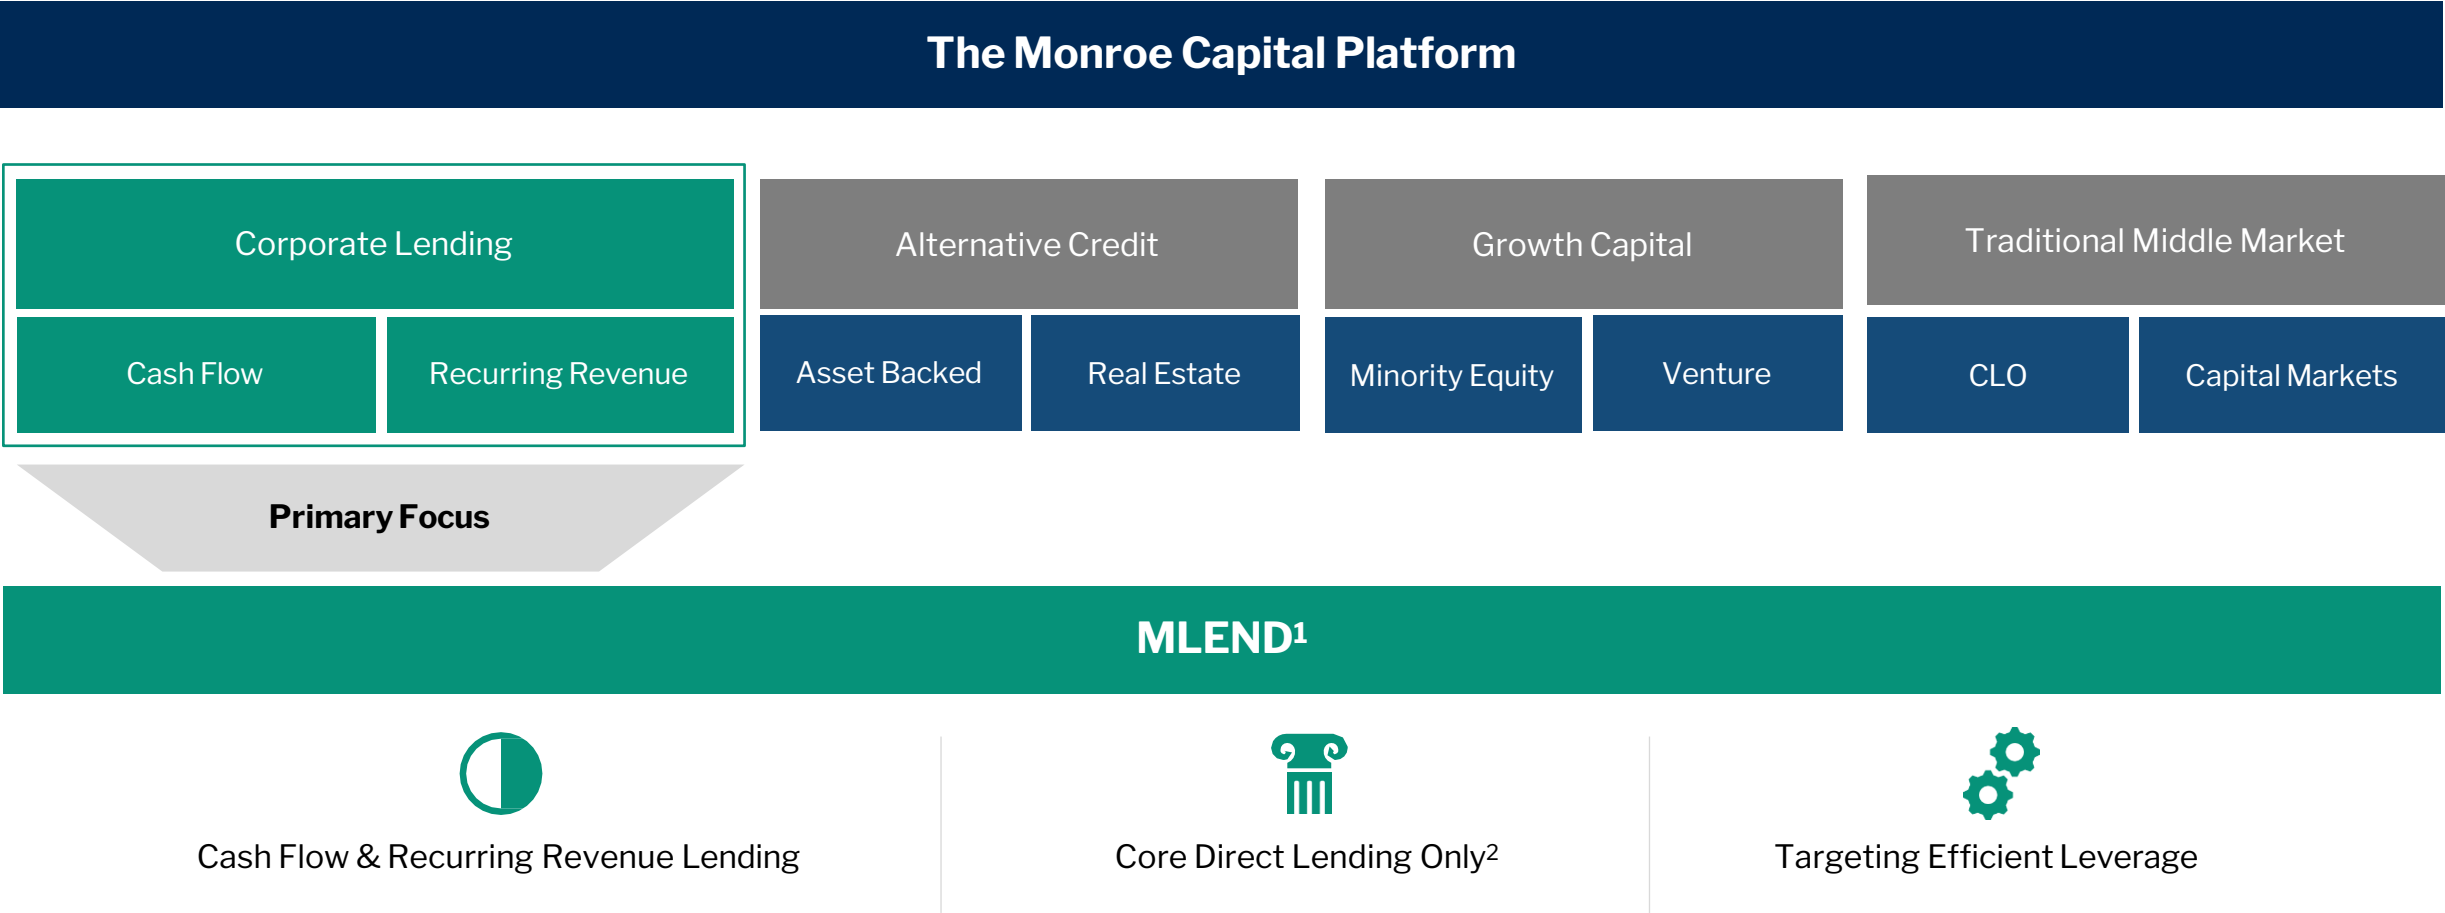 The Monroe Capital Platform
Corporate Lending
Alternative Credit
Growth Capital
Traditional Middle Market
Cash Flow
Recurring Revenue
Asset Backed
Real Estate
Minority Equity
Venture
CLO
Capital Markets
Primary Focus
MLEND¹
Cash Flow & Recurring Revenue Lending
Core Direct Lending Only²
Targeting Efficient Leverage